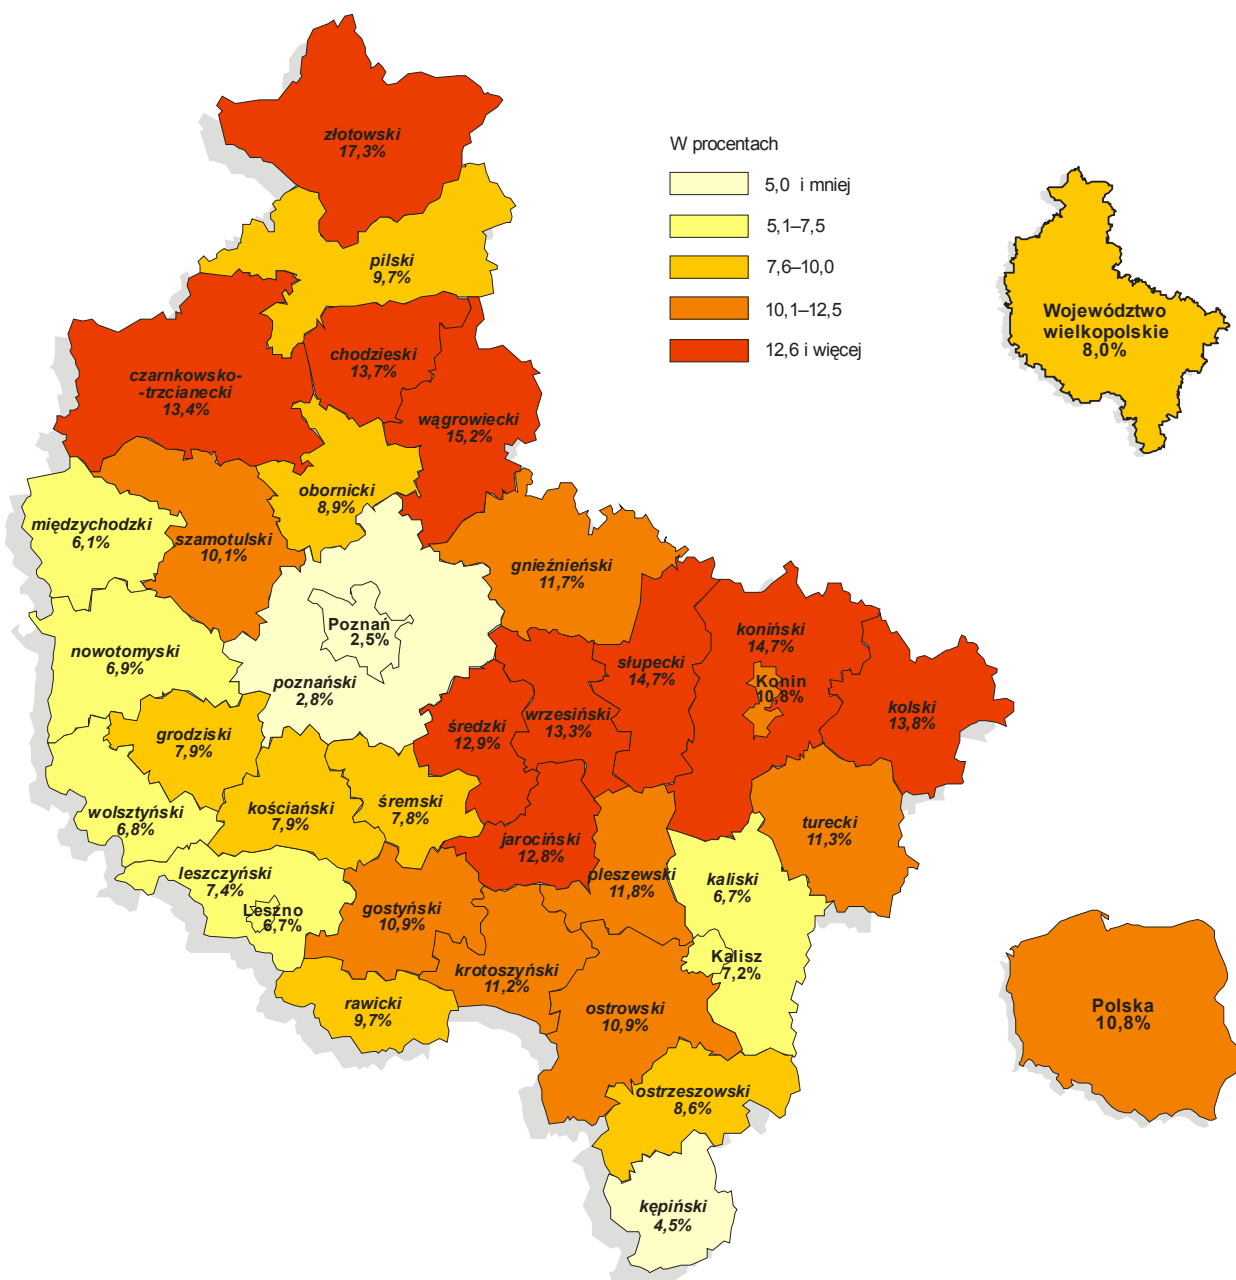 złotowski
17,3%
W procentach
5,0 i mniej
5,1–7,5
7,6–10,0
10,1–12,5
12,6 i więcej
pilski
9,7%
Województwo
wielkopolskie
8,0%
chodzieski
13,7%
czarnkowsko-
-trzcianecki
13,4%
wągrowiecki
15,2%
obornicki
8,9%
międzychodzki
6,1%
szamotulski
10,1%
gnieźnieński
11,7%
Poznań
2,5%
poznański
2,8%
nowotomyski
6,9%
słupecki
14,7%
koniński
14,7%
Konin
10,8%
kolski
13,8%
grodziski
7,9%
średzki
12,9%
wrzesiński
13,3%
wolsztyński
6,8%
kościański
7,9%
śremski
7,8%
jarociński
12,8%
turecki
11,3%
leszczyński
7,4%
Leszno
6,7%
gostyński
10,9%
pleszewski
11,8%
kaliski
6,7%
Kalisz
7,2%
krotoszyński
11,2%
rawicki
9,7%
ostrowski
10,9%
Polska
10,8%
ostrzeszowski
8,6%
kępiński
4,5%